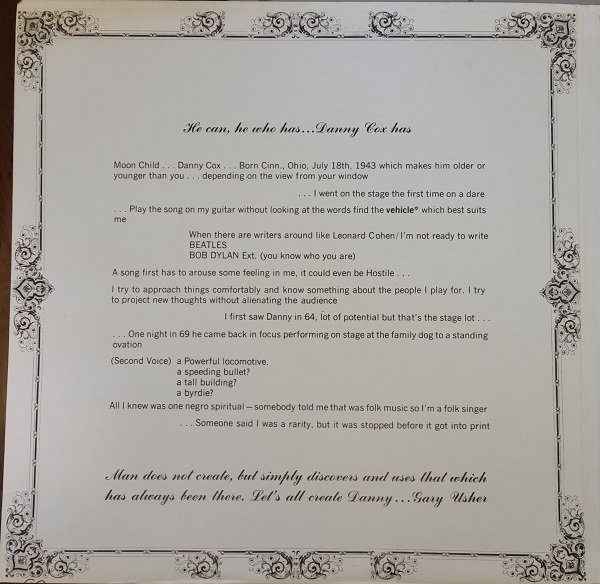 He can, he who has...Danny Cox has
Moon Child . . . Danny Cox . . . Born Cinn., Ohio, July 18th, 1943 which makes him older or
younger than you . . . depending on the view from your window
. . . I went on the stage the first time on a dare
. . . Play the song on my guitar without looking at the words find the vehicle° which best suits
me
When there are writers around like Leonard Cohen/I'm not ready to write
BEATLES
BOB DYLAN Ext. (you know who you are)
A song first has to arouse some feeling in me, it could even be Hostile . . .
I try to approach things comfortably and know something about the people I play for. I try
to project new thoughts without alienating the audience
I first saw Danny in 64, lot of potential but that's the stage lot . . .
. . . One night in 69 he came back in focus performing on stage at the family dog to a standing
ovation
(Second Voice) a Powerful locomotive.
a speeding bullet?
a tall building?
a byrdie?
All I knew was one negro spiritual — somebody told me that was folk music so I'm a folk singer
. . . Someone said I was a rarity, but it was stopped before it got into print
Man does not create, but simply discovers and uses that which
has always been there. Let's all create Danny...Gary Usher